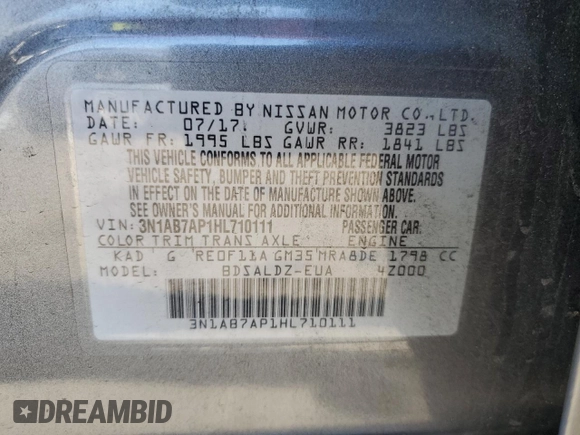 MANUFACTURED BY NISSAN MOTOR CO.,LTD.
DATE: 07/17 GVWR: 3823 LBS
GAWR FR: 1995 LBS GAWR RR: 1841 LBS
THIS VEHICLE CONFORMS TO ALL APPLICABLE FEDERAL MOTOR
VEHICLE SAFETY, BUMPER AND THEFT PREVENTION STANDARDS
IN EFFECT ON THE DATE OF MANUFACTURE SHOWN ABOVE.
SEE OWNER'S MANUAL FOR ADDITIONAL INFORMATION.
VIN: 3N1AB7AP1HL710111 PASSENGER CAR
COLOR TRIM TRANS AXLE ENGINE
KAD G RE0F11A GM35 MRA8DE 1798 CC
MODEL: BDSALDZ-EUA 4Z000
3N1AB7AP1HL710111
DREAMBID